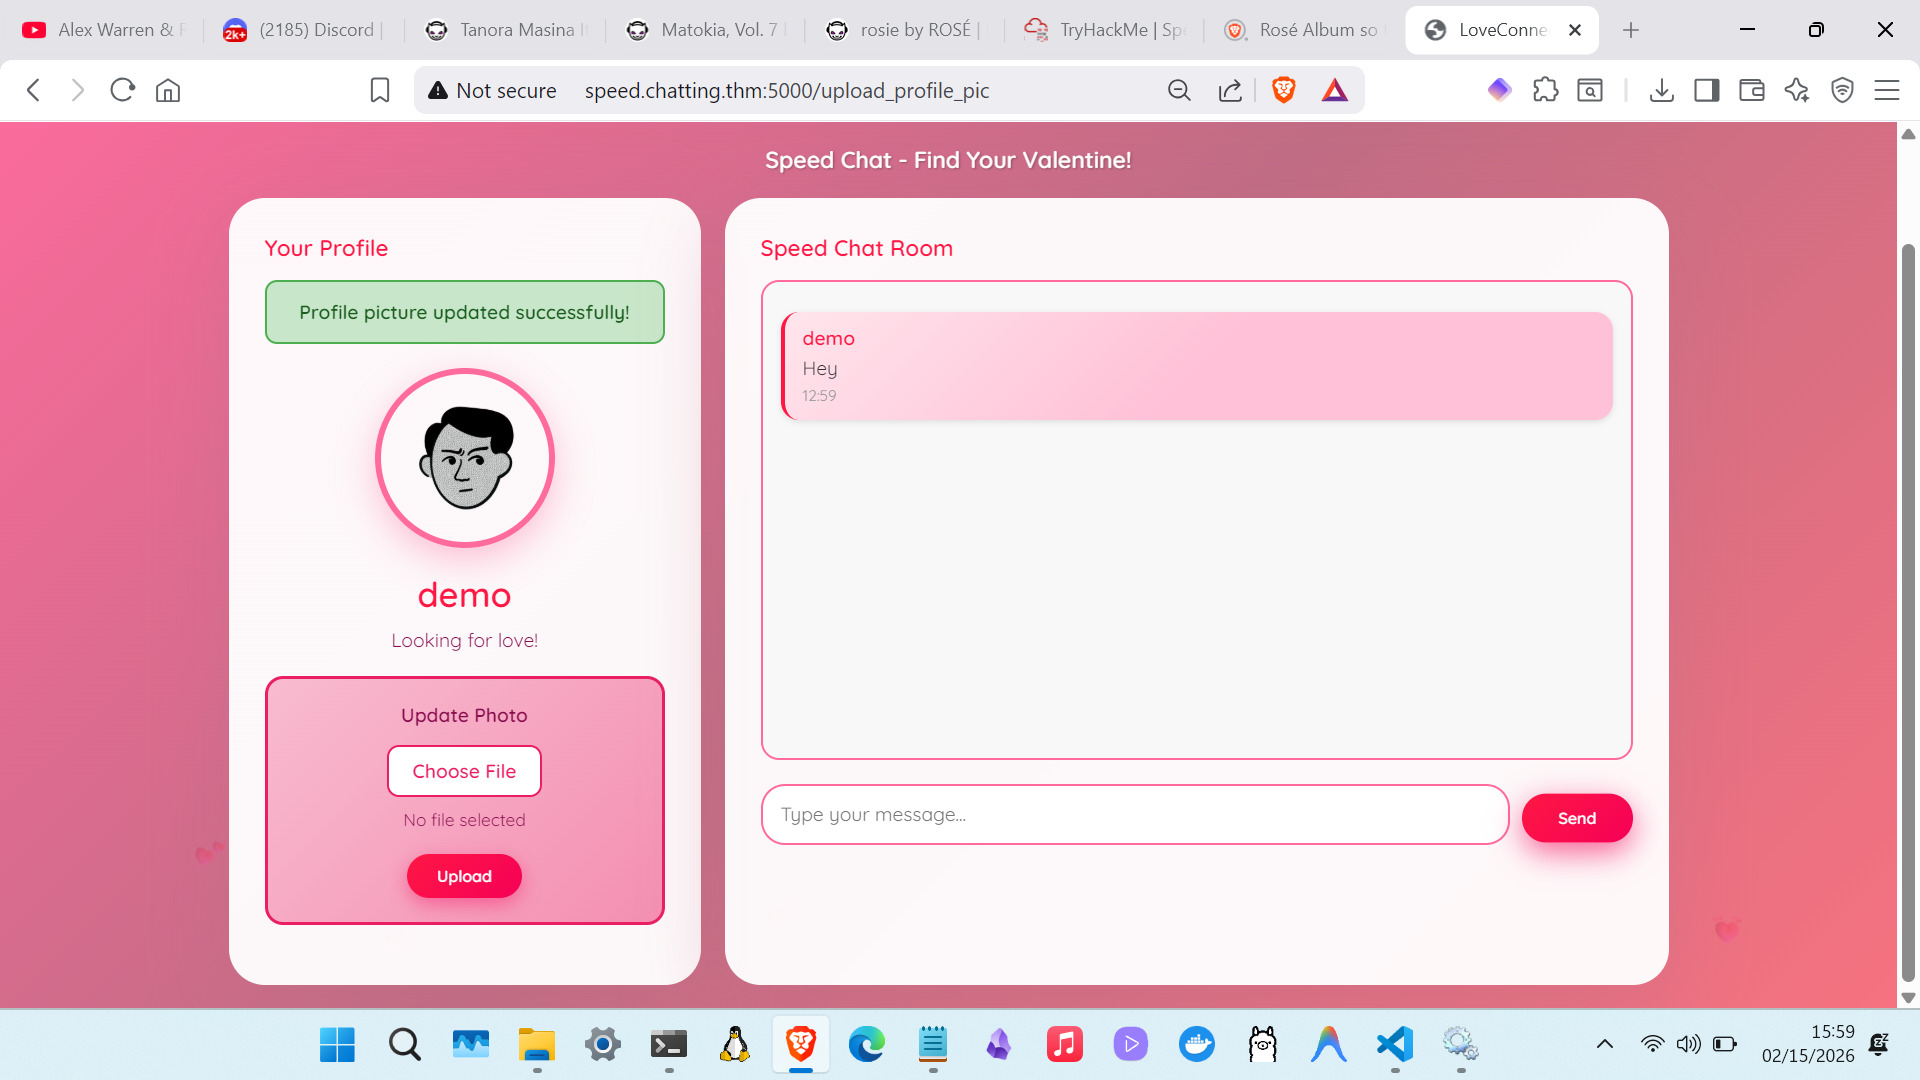 Alex Warren & R
(2185) Discord |
2k+
Tanora Masina It
Matokia, Vol. 7 |
rosie by ROSÉ |
TryHackMe | Spe
Rosé Album so f
LoveConne
Not secure
speed.chatting.thm:5000/upload_profile_pic
Speed Chat - Find Your Valentine!
Your Profile
Profile picture updated successfully!
demo
Looking for love!
Update Photo
Choose File
No file selected
Upload
Speed Chat Room
demo
Hey
12:59
Type your message...
Send
15:59
02/15/2026